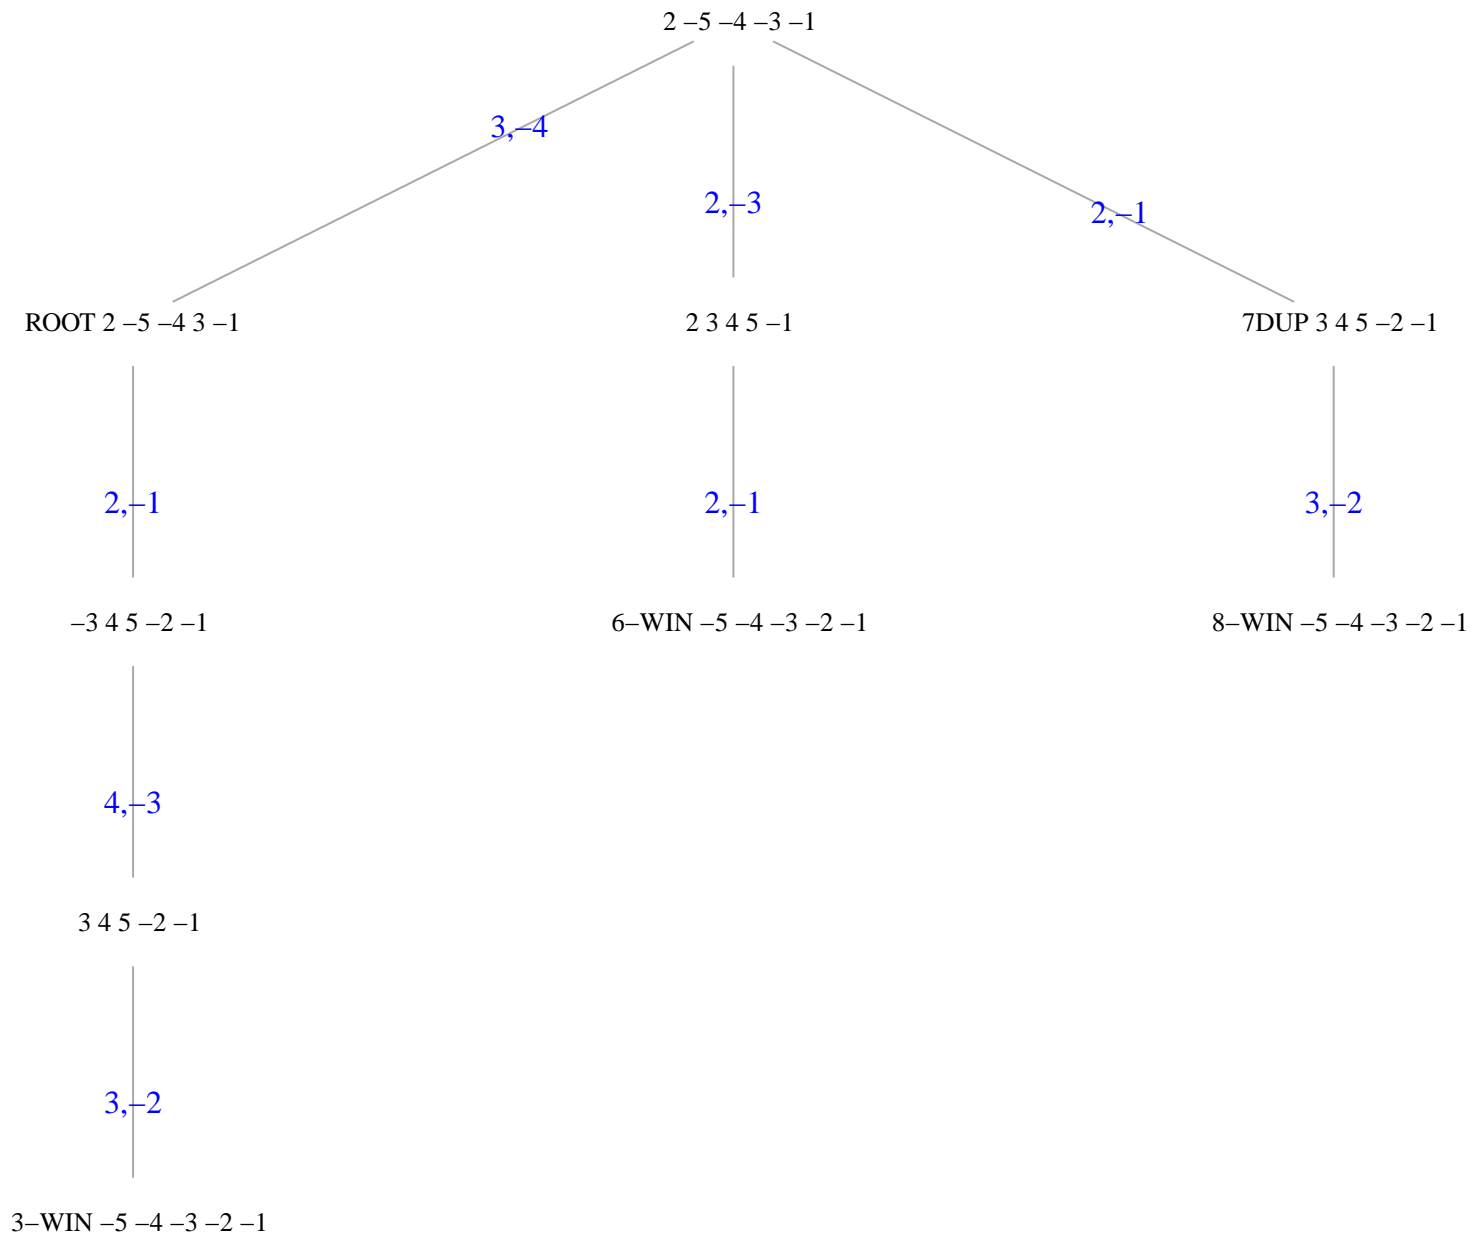 2 –5 –4 –3 –1
3,–4
2,–3
2,–1
ROOT 2 –5 –4 3 –1
2 3 4 5 –1
7DUP 3 4 5 –2 –1
2,–1
2,–1
3,–2
–3 4 5 –2 –1
6–WIN –5 –4 –3 –2 –1
8–WIN –5 –4 –3 –2 –1
4,–3
3 4 5 –2 –1
3,–2
3–WIN –5 –4 –3 –2 –1